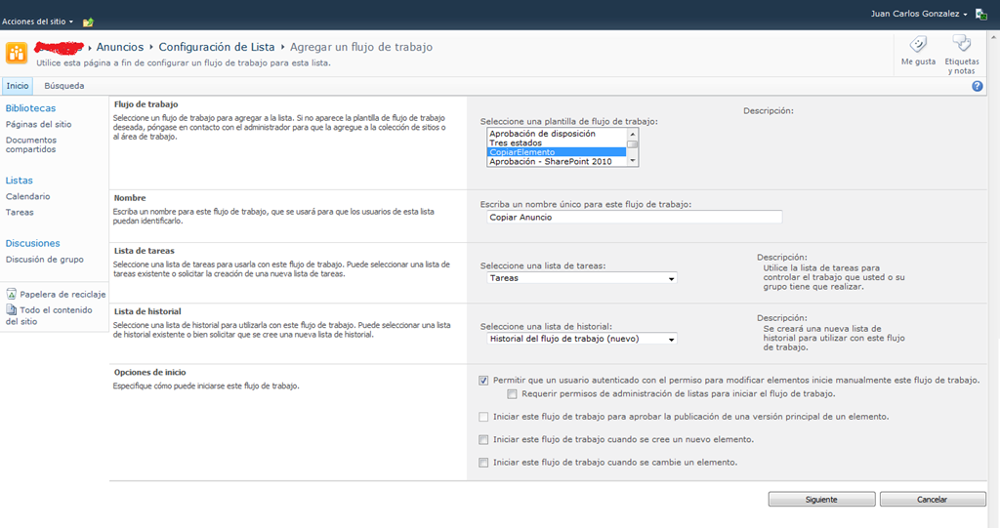 Juan Carlos Gonzalez
Acciones del sitio
Anuncios
Configuración de Lista
Agregar un flujo de trabajo
Utilice esta página a fin de configurar un flujo de trabajo para esta lista.
Me gusta
Etiquetas
y notas
Inicio
Búsqueda
Bibliotecas
Páginas del sitio
Documentos
compartidos
Listas
Calendario
Tareas
Discusiones
Discusión de grupo
Papelera de reciclaje
Todo el contenido
del sitio
Flujo de trabajo
Seleccione un flujo de trabajo para agregar a la lista. Si no aparece la plantilla de flujo de trabajo
deseada, póngase en contacto con el administrador para que la agregue a la colección de sitios o
al área de trabajo.
Seleccione una plantilla de flujo de trabajo:
Aprobación de disposición
Tres estados
CopiarElemento
Aprobación - SharePoint 2010
Descripción:
Nombre
Escriba un nombre para este flujo de trabajo, que se usará para que los usuarios de esta lista
puedan identificarlo.
Escriba un nombre único para este flujo de trabajo:
Copiar Anuncio
Lista de tareas
Seleccione una lista de tareas para usarla con este flujo de trabajo. Puede seleccionar una lista de
tareas existente o solicitar la creación de una nueva lista de tareas.
Seleccione una lista de tareas:
Tareas
Descripción:
Utilice la lista de tareas para
controlar el trabajo que usted o su
grupo tiene que realizar.
Lista de historial
Seleccione una lista de historial para utilizarla con este flujo de trabajo. Puede seleccionar una lista
de historial existente o bien solicitar que se cree una nueva lista de historial.
Seleccione una lista de historial:
Historial del flujo de trabajo (nuevo)
Descripción:
Se creará una nueva lista de
historial para utilizar con este flujo
de trabajo.
Opciones de inicio
Especifique cómo puede iniciarse este flujo de trabajo.
Permitir que un usuario autenticado con el permiso para modificar elementos inicie manualmente este flujo de trabajo.
Requerir permisos de administración de listas para iniciar el flujo de trabajo.
Iniciar este flujo de trabajo para aprobar la publicación de una versión principal de un elemento.
Iniciar este flujo de trabajo cuando se cree un nuevo elemento.
Iniciar este flujo de trabajo cuando se cambie un elemento.
Siguiente
Cancelar